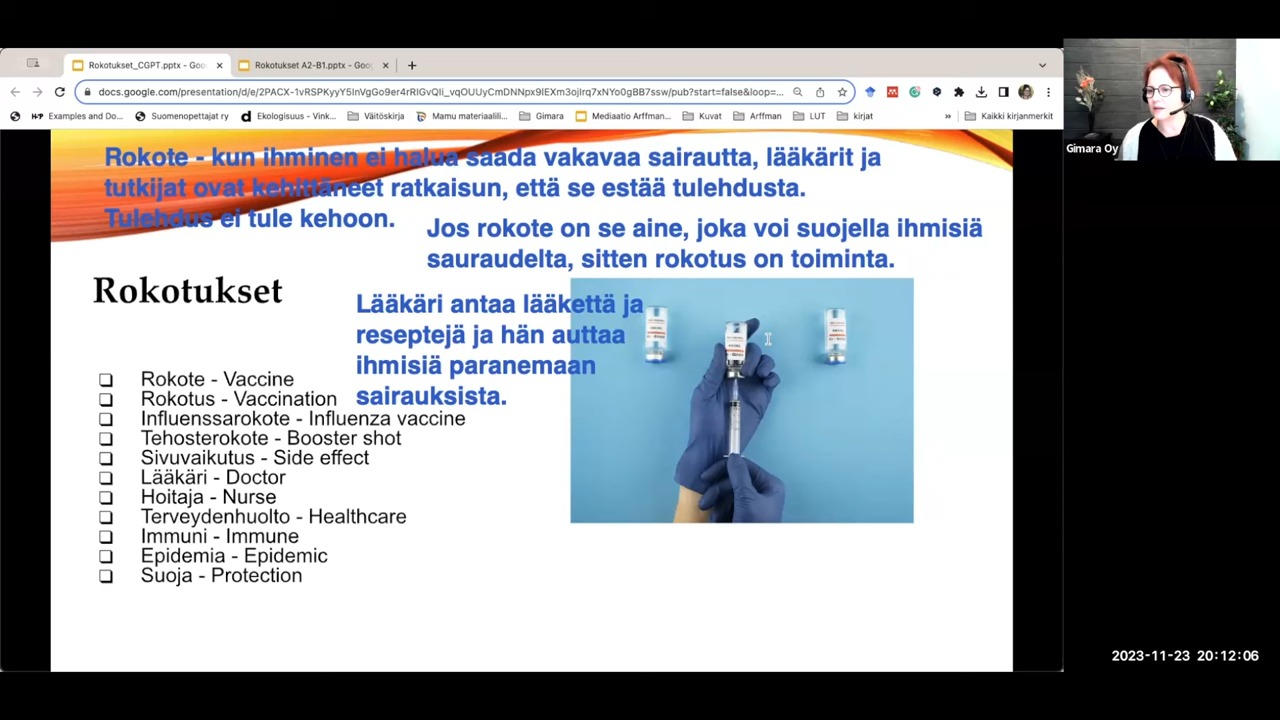 Rokotukset_CGPT.pptx - Goo
Rokotukset A2-B1.pptx - Goo
docs.google.com/presentation/d/e/2PACX-1vRSPKyyY5InVgGo9er4rRIGvQIi_vqOUUyCmDNNpx9IEXm3ojIrq7xNYo0gBB7ssw/pub?start=false&loop=...
Examples and Do...
Suomenopettajat ry
Ekologisuus - Vink...
Väitöskirja
Mamu materiaalili...
Gimara
Mediaatio Arffman...
Kuvat
Arffman
LUT
kirjat
»
Kaikki kirjanmerkit
Gimara Oy
Rokote - kun ihminen ei halua saada vakavaa sairautta, lääkärit ja
tutkijat ovat kehittäneet ratkaisun, että se estää tulehdusta.
Tulehdus ei tule kehoon.
Jos rokote on se aine, joka voi suojella ihmisiä
sauraudelta, sitten rokotus on toiminta.
Rokotukset
Lääkäri antaa lääkettä ja
reseptejä ja hän auttaa
ihmisiä paranemaan
sairauksista.
Rokote - Vaccine
Rokotus - Vaccination
Influenssarokote - Influenza vaccine
Tehosterokote - Booster shot
Sivuvaikutus - Side effect
Lääkäri - Doctor
Hoitaja - Nurse
Terveydenhuolto - Healthcare
Immuni - Immune
Epidemia - Epidemic
Suoja - Protection
2023-11-23 20:12:06